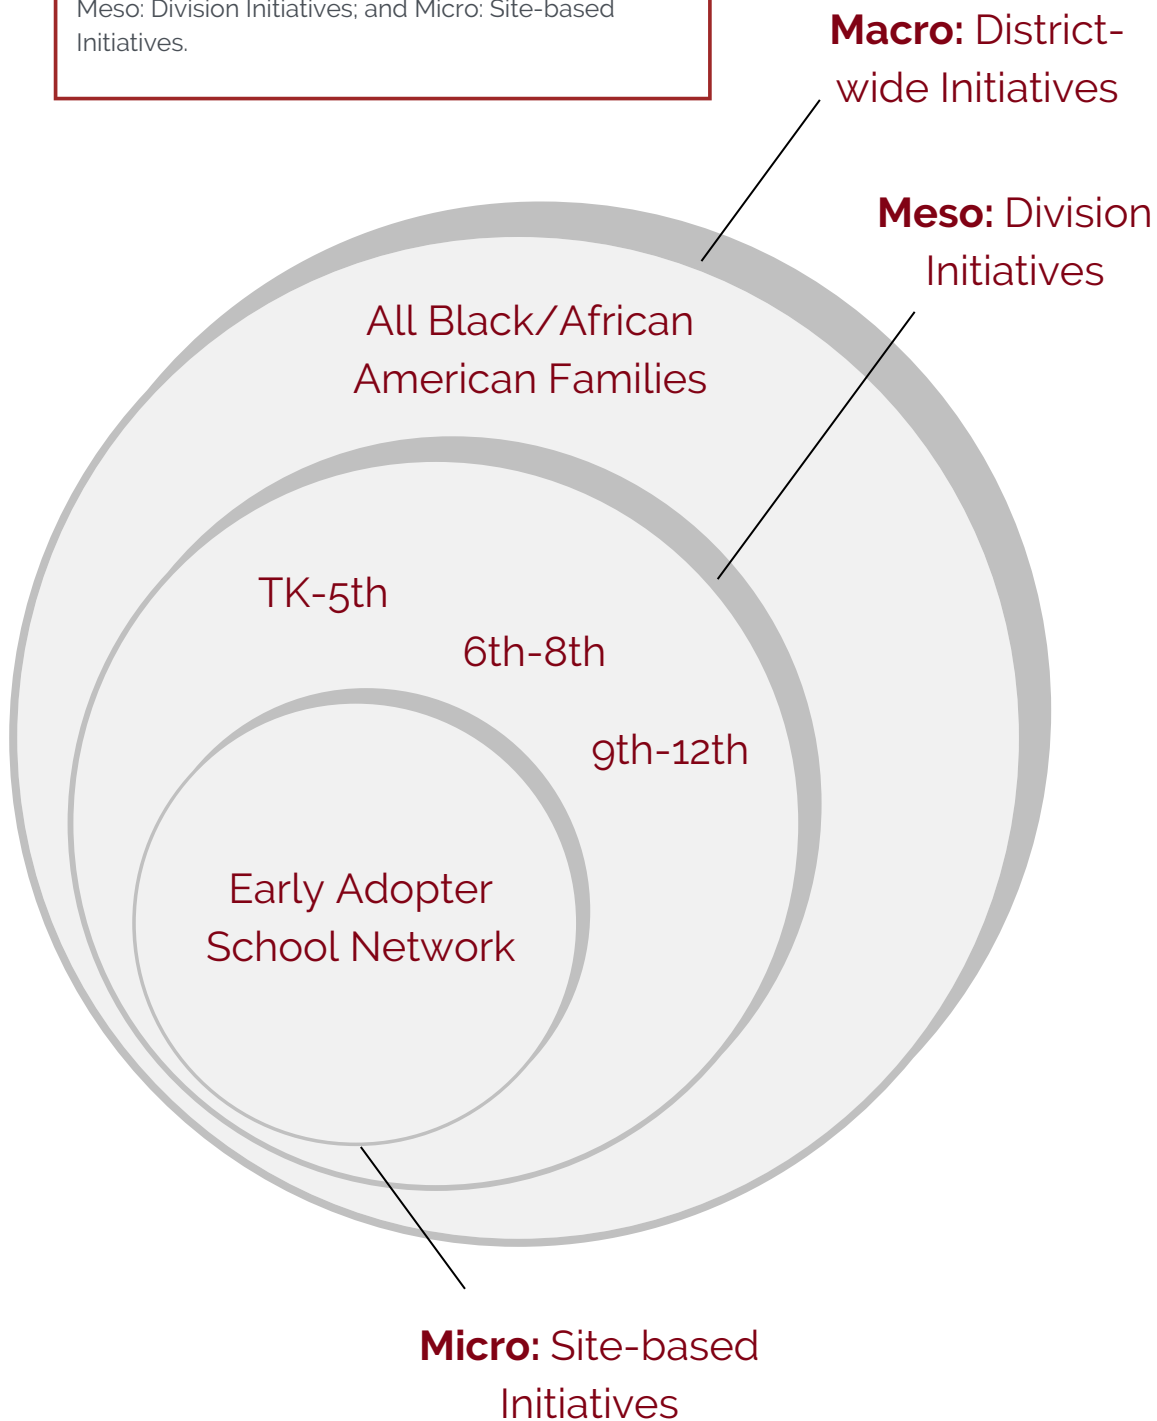 Meso: Division Initiatives; and Micro: Site-based
Initiatives.
Macro: District-
wide Initiatives
Meso: Division
Initiatives
All Black/African
American Families
TK-5th
6th-8th
9th-12th
Early Adopter
School Network
Micro: Site-based
Initiatives